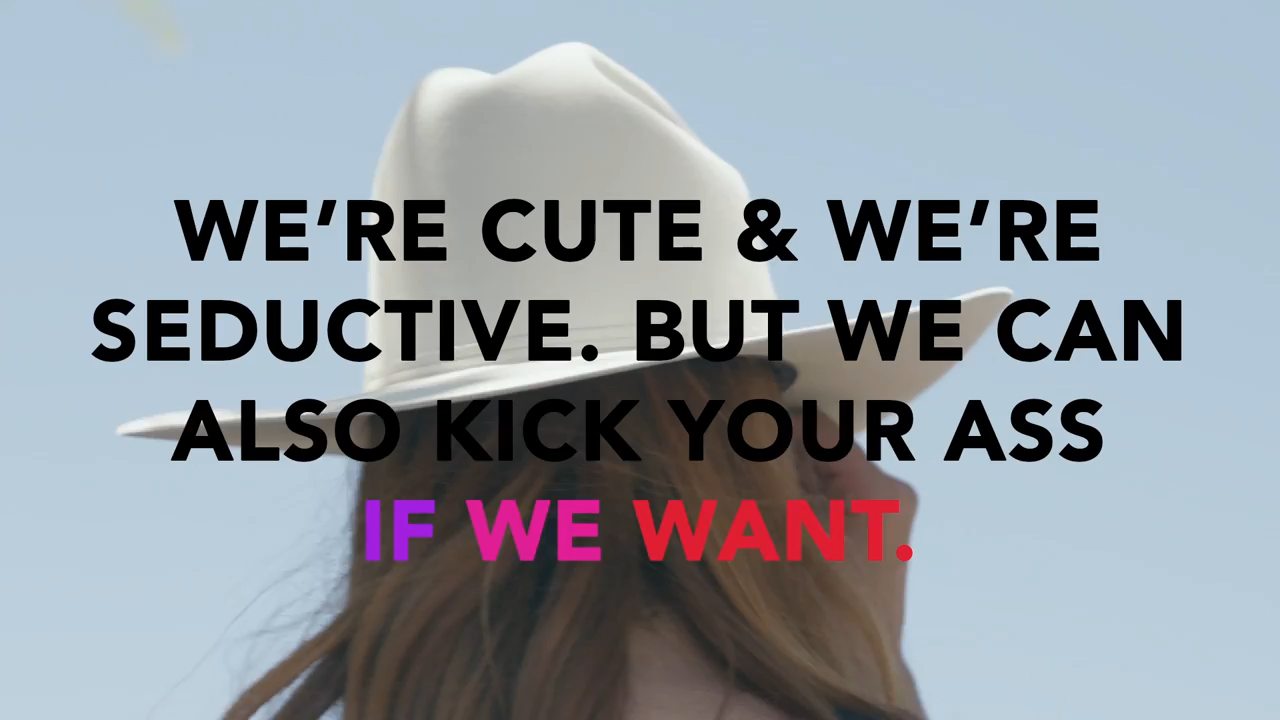 WE’RE CUTE & WE’RE
SEDUCTIVE. BUT WE CAN
ALSO KICK YOUR ASS
IF WE WANT.